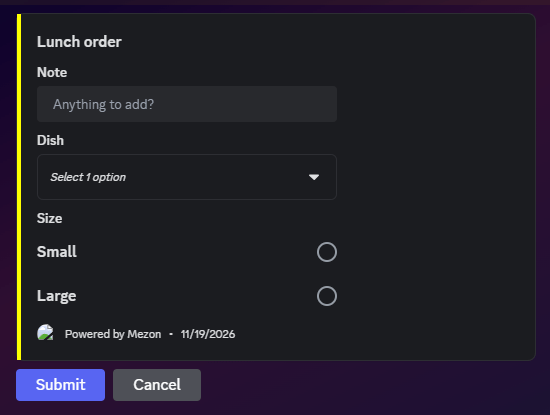 Lunch order
Note
Anything to add?
Dish
Select 1 option
Size
Small
Large
Powered by Mezon • 11/19/2026
Submit Cancel